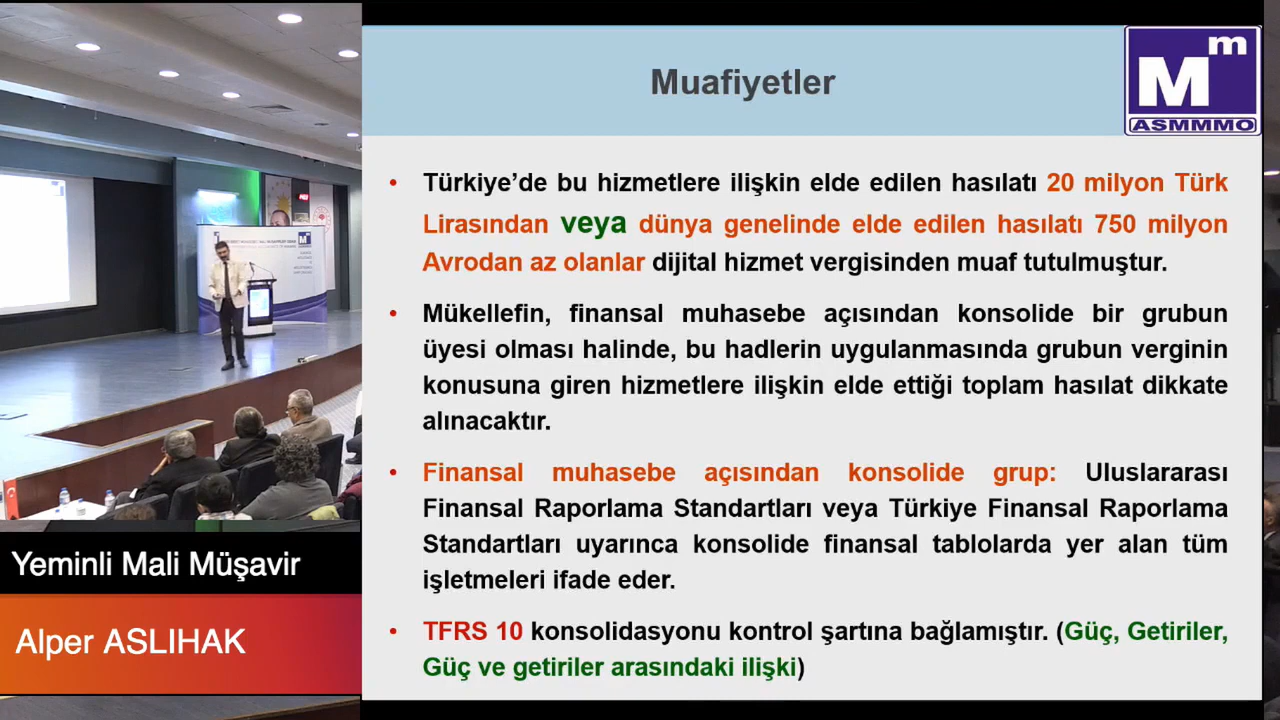 Muafiyetler
Mm
ASMMMO
• Türkiye’de bu hizmetlere ilişkin elde edilen hasılatı 20 milyon Türk
Lirasından veya dünya genelinde elde edilen hasılatı 750 milyon
Avrodan az olanlar dijital hizmet vergisinden muaf tutulmuştur.
• Mükellefin, finansal muhasebe açısından konsolide bir grubun
üyesi olması halinde, bu hadlerin uygulanmasında grubun verginin
konusuna giren hizmetlere ilişkin elde ettiği toplam hasılat dikkate
alınacaktır.
• Finansal muhasebe açısından konsolide grup: Uluslararası
Finansal Raporlama Standartları veya Türkiye Finansal Raporlama
Standartları uyarınca konsolide finansal tablolarda yer alan tüm
işletmeleri ifade eder.
• TFRS 10 konsolidasyonu kontrol şartına bağlamıştır. (Güç, Getiriler,
Güç ve getiriler arasındaki ilişki)
Yeminli Mali Müşavir
Alper ASLIHAK